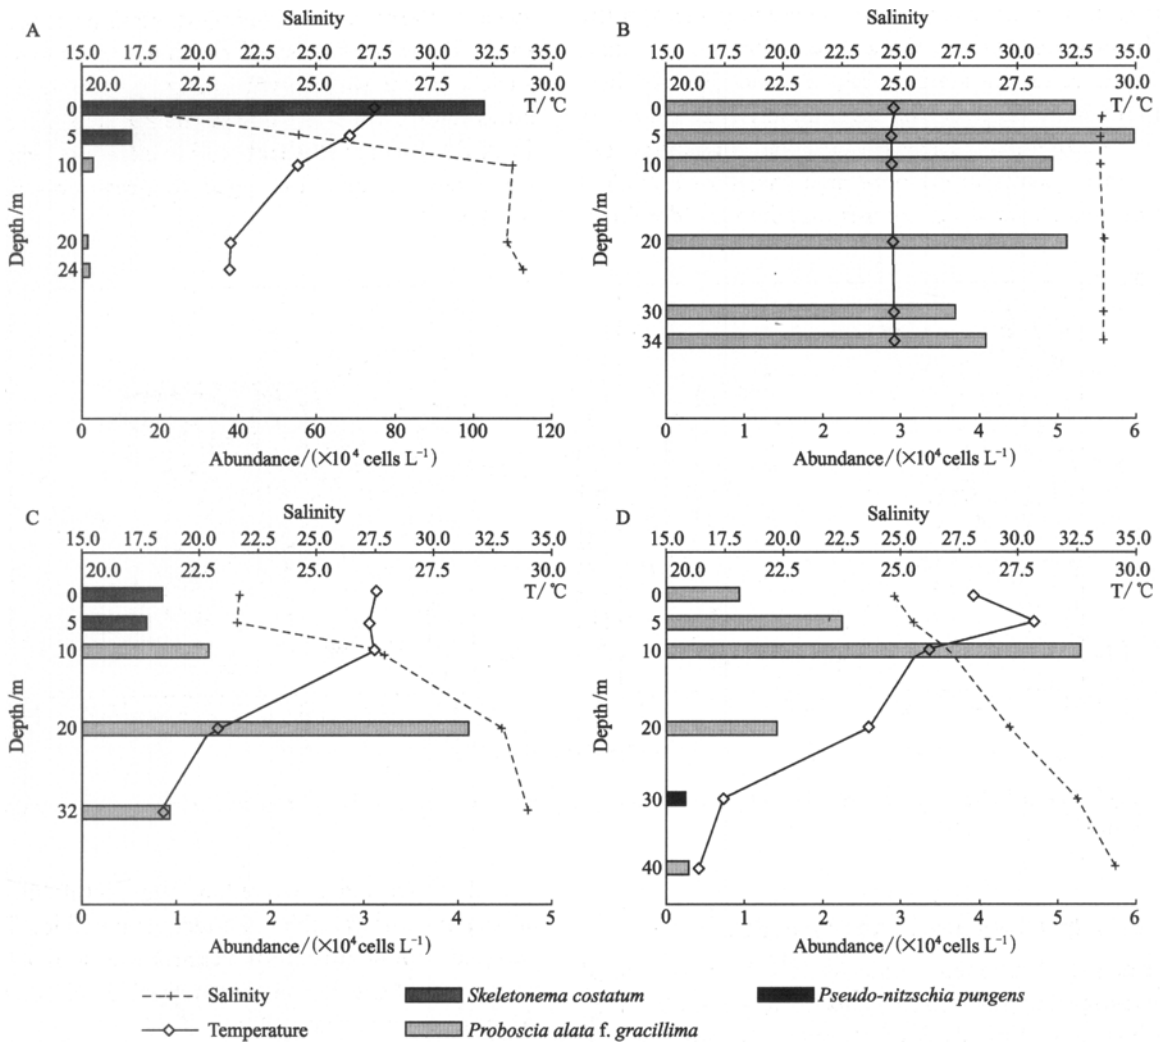 A
Salinity
15.0 17.5 20.0 22.5 25.0 27.5 30.0 32.5 35.0
20.0 22.5 25.0 27.5 30.0
T/℃
0
5
10
20
24
Depth/m
0 20 40 60 80 100 120
Abundance/(×10⁴ cells L⁻¹)
B
Salinity
15.0 17.5 20.0 22.5 25.0 27.5 30.0 32.5 35.0
20.0 22.5 25.0 27.5 30.0
T/℃
0
5
10
20
30
34
Depth/m
0 1 2 3 4 5 6
Abundance/(×10⁴ cells L⁻¹)
C
Salinity
15.0 17.5 20.0 22.5 25.0 27.5 30.0 32.5 35.0
20.0 22.5 25.0 27.5 30.0
T/℃
0
5
10
20
32
Depth/m
0 1 2 3 4 5
Abundance/(×10⁴ cells L⁻¹)
D
Salinity
15.0 17.5 20.0 22.5 25.0 27.5 30.0 32.5 35.0
20.0 22.5 25.0 27.5 30.0
T/℃
0
5
10
20
30
40
Depth/m
0 1 2 3 4 5 6
Abundance/(×10⁴ cells L⁻¹)
Salinity Skeletonema costatum Pseudo-nitzschia pungens
Temperature Proboscia alata f. gracillima